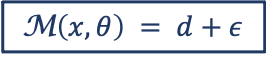 ℳ(x, θ) = d + ϵ